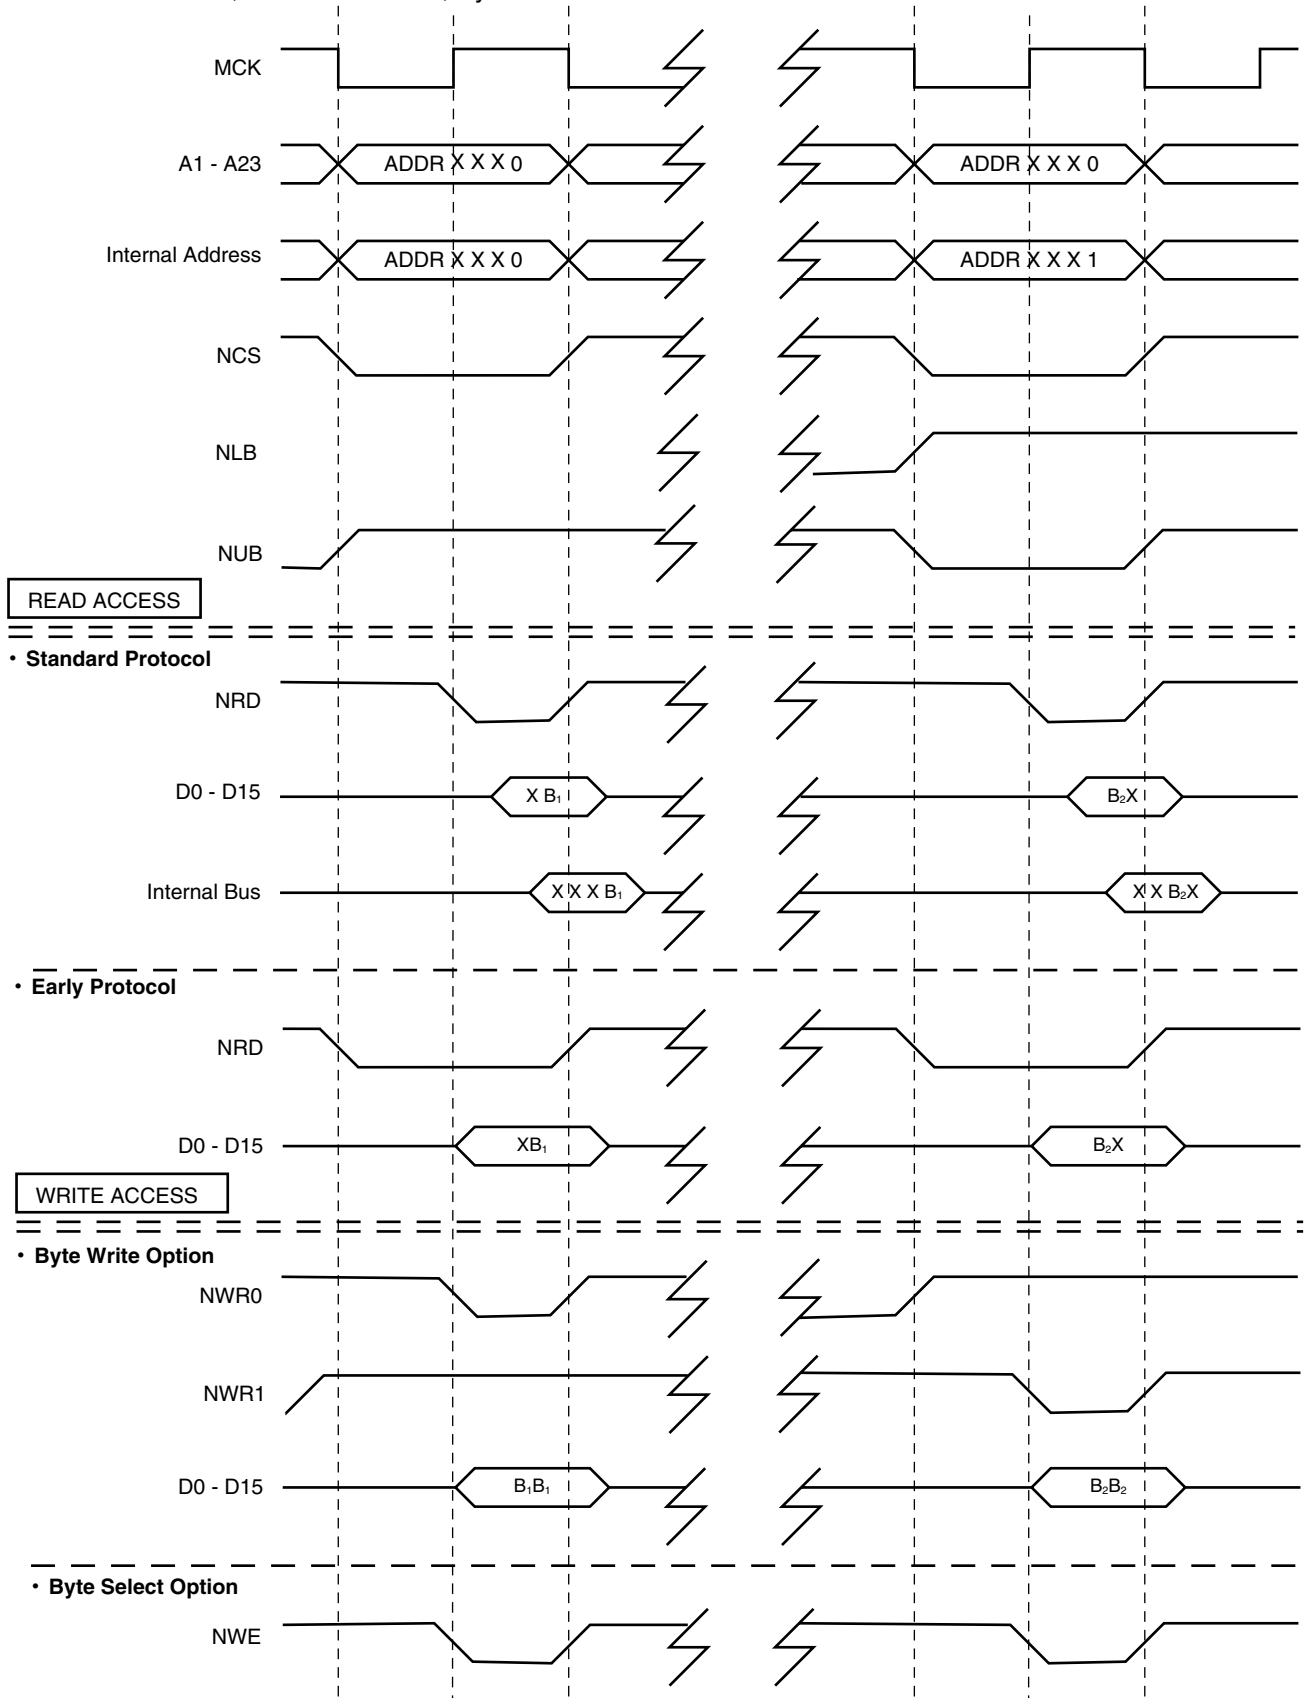 MCK
A1 - A23 ADDR X X X 0 ADDR X X X 0
Internal Address ADDR X X X 0 ADDR X X X 1
NCS
NLB
NUB
READ ACCESS
• Standard Protocol
NRD
D0 - D15 X B₁ B₂X
Internal Bus X X X B₁ X X B₂X
• Early Protocol
NRD
D0 - D15 XB₁ B₂X
WRITE ACCESS
• Byte Write Option
NWR0
NWR1
D0 - D15 B₁B₁ B₂B₂
• Byte Select Option
NWE